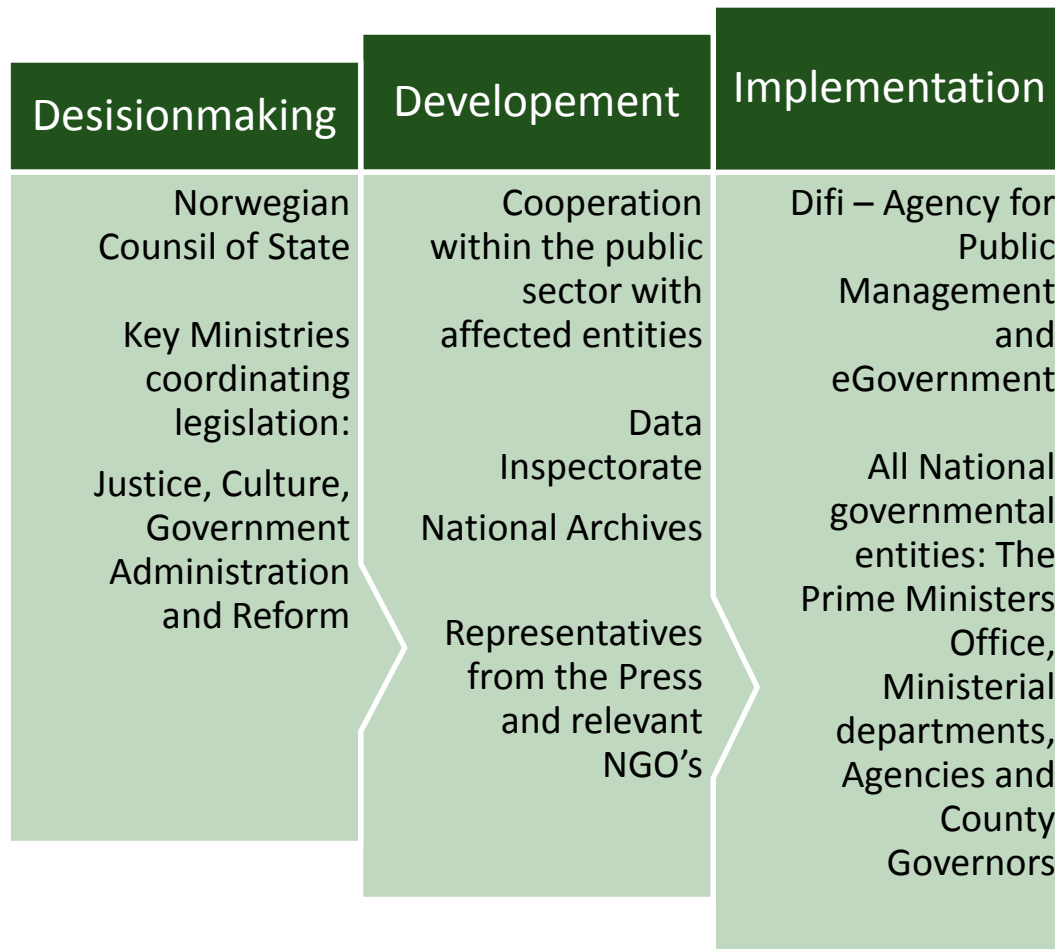 Desisionmaking
Norwegian
Counsil of State
Key Ministries
coordinating
legislation:
Justice, Culture,
Government
Administration
and Reform
Developement
Cooperation
within the public
sector with
affected entities
Data
Inspectorate
National Archives
Representatives
from the Press
and relevant
NGO’s
Implementation
Difi – Agency for
Public
Management
and
eGovernment
All National
governmental
entities: The
Prime Ministers
Office,
Ministerial
departments,
Agencies and
County
Governors